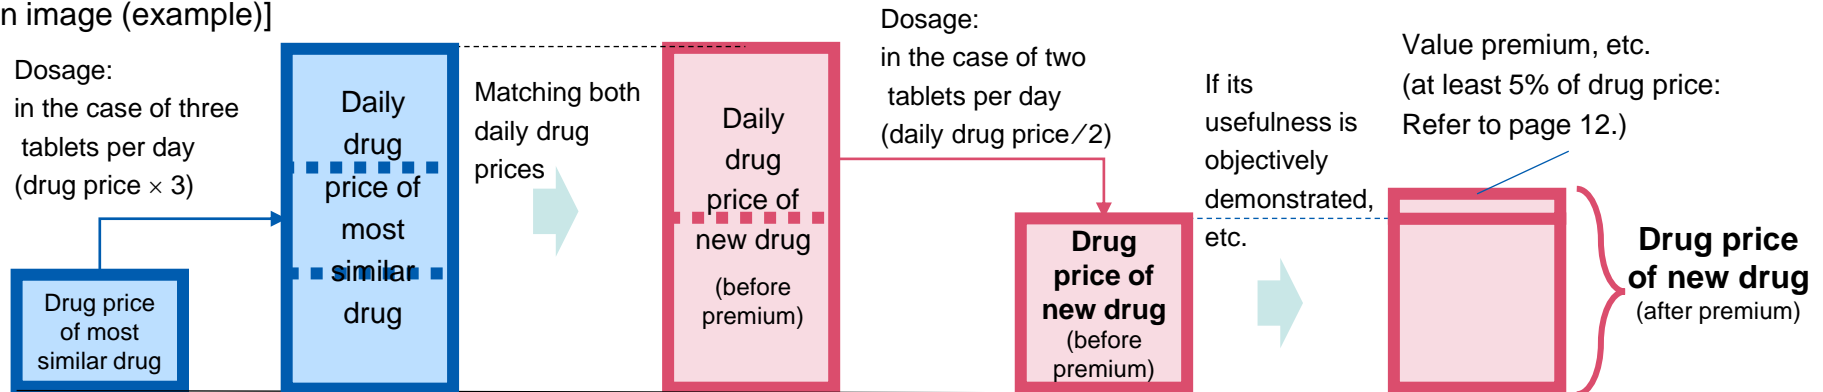 n image (example)]
Dosage:
in the case of three
tablets per day
(drug price × 3)
Drug price
of most
similar drug
Daily
drug
price of
most
similar
drug
Matching both
daily drug
prices
Daily
drug
price of
new drug
(before
premium)
Dosage:
in the case of two
tablets per day
(daily drug price/2)
Drug
price of
new drug
(before
premium)
If its
usefulness is
objectively
demonstrated,
etc.
Value premium, etc.
(at least 5% of drug price:
Refer to page 12.)
Drug price
of new drug
(after premium)